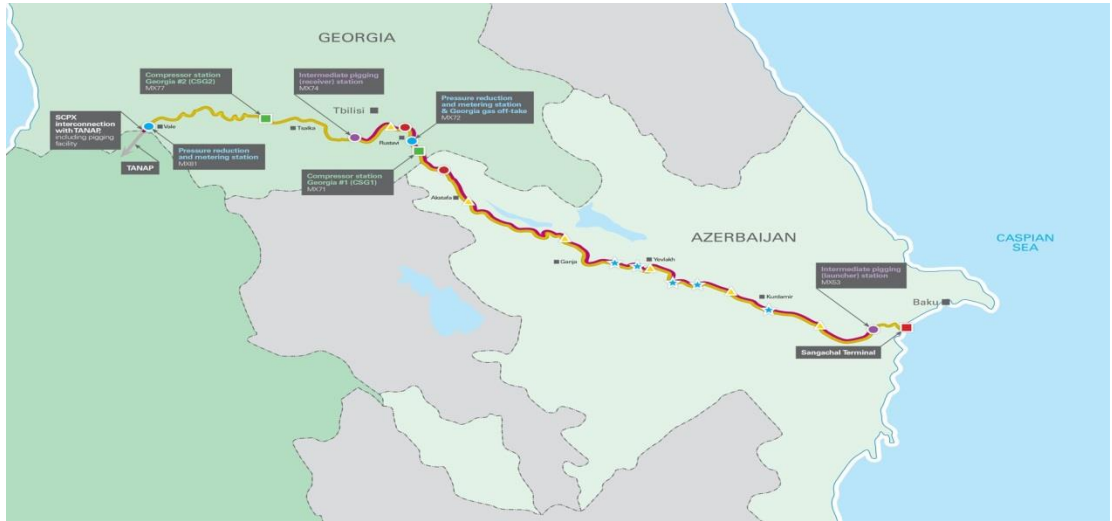 GEORGIA
Compressor station
Georgia #2 (CSG2)
MX77
Intermediate pigging
(receiver) station
MX74
Tbilisi
Pressure reduction
and metering station
& Georgia gas off-take
MX72
SCPX
interconnection
with TANAP,
including pigging
facility
Vale
Tsalka
Rustavi
TANAP
Pressure reduction
and metering station
MX81
Compressor station
Georgia #1 (CSG1)
MX71
Akstafa
AZERBAIJAN
CASPIAN
SEA
Ganja
Yevlakh
Intermediate pigging
(launcher) station
MX53
Kurdamir
Baku
Sangachal Terminal